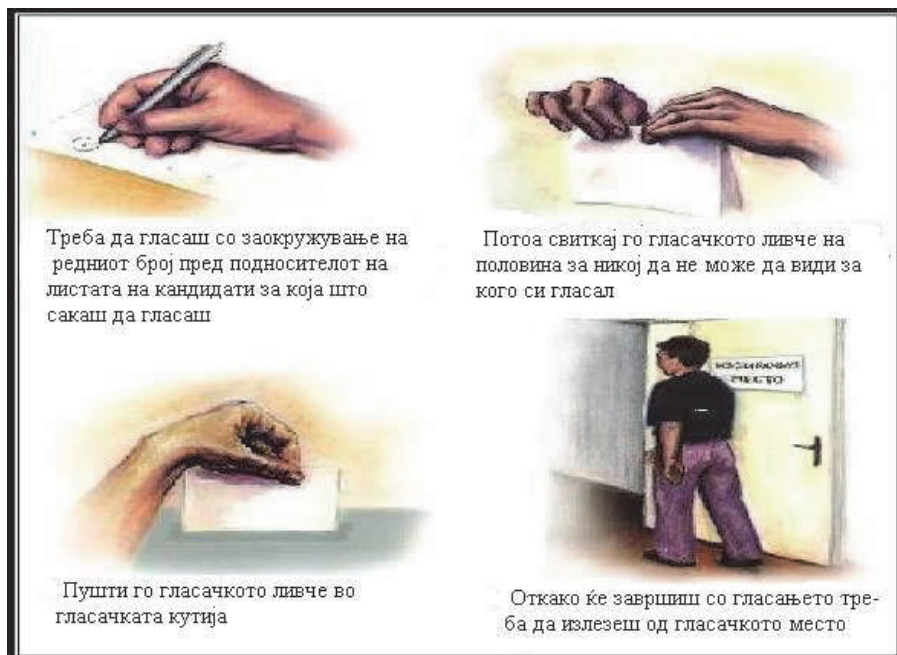 Треба да гласаш со заокружување на
редниот број пред подносителот на
листата на кандидати за која што
сакаш да гласаш
Потоа свиткај го гласачкото ливче на
половина за никој да не може да види за
кого си гласал
Пушти го гласачкото ливче во
гласачката кутија
МЕСТО
Откако ќе завршиш со гласањето тре-
ба да излезеш од гласачкото место